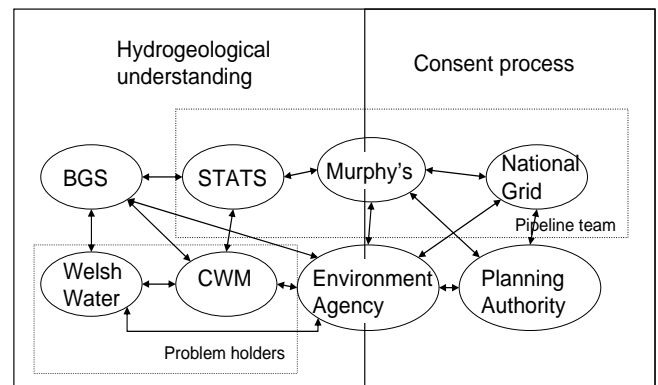 Hydrogeological
understanding
Consent process
BGS
STATS
Murphy's
National
Grid
Pipeline team
Welsh
Water
CWM
Environment
Agency
Planning
Authority
Problem holders